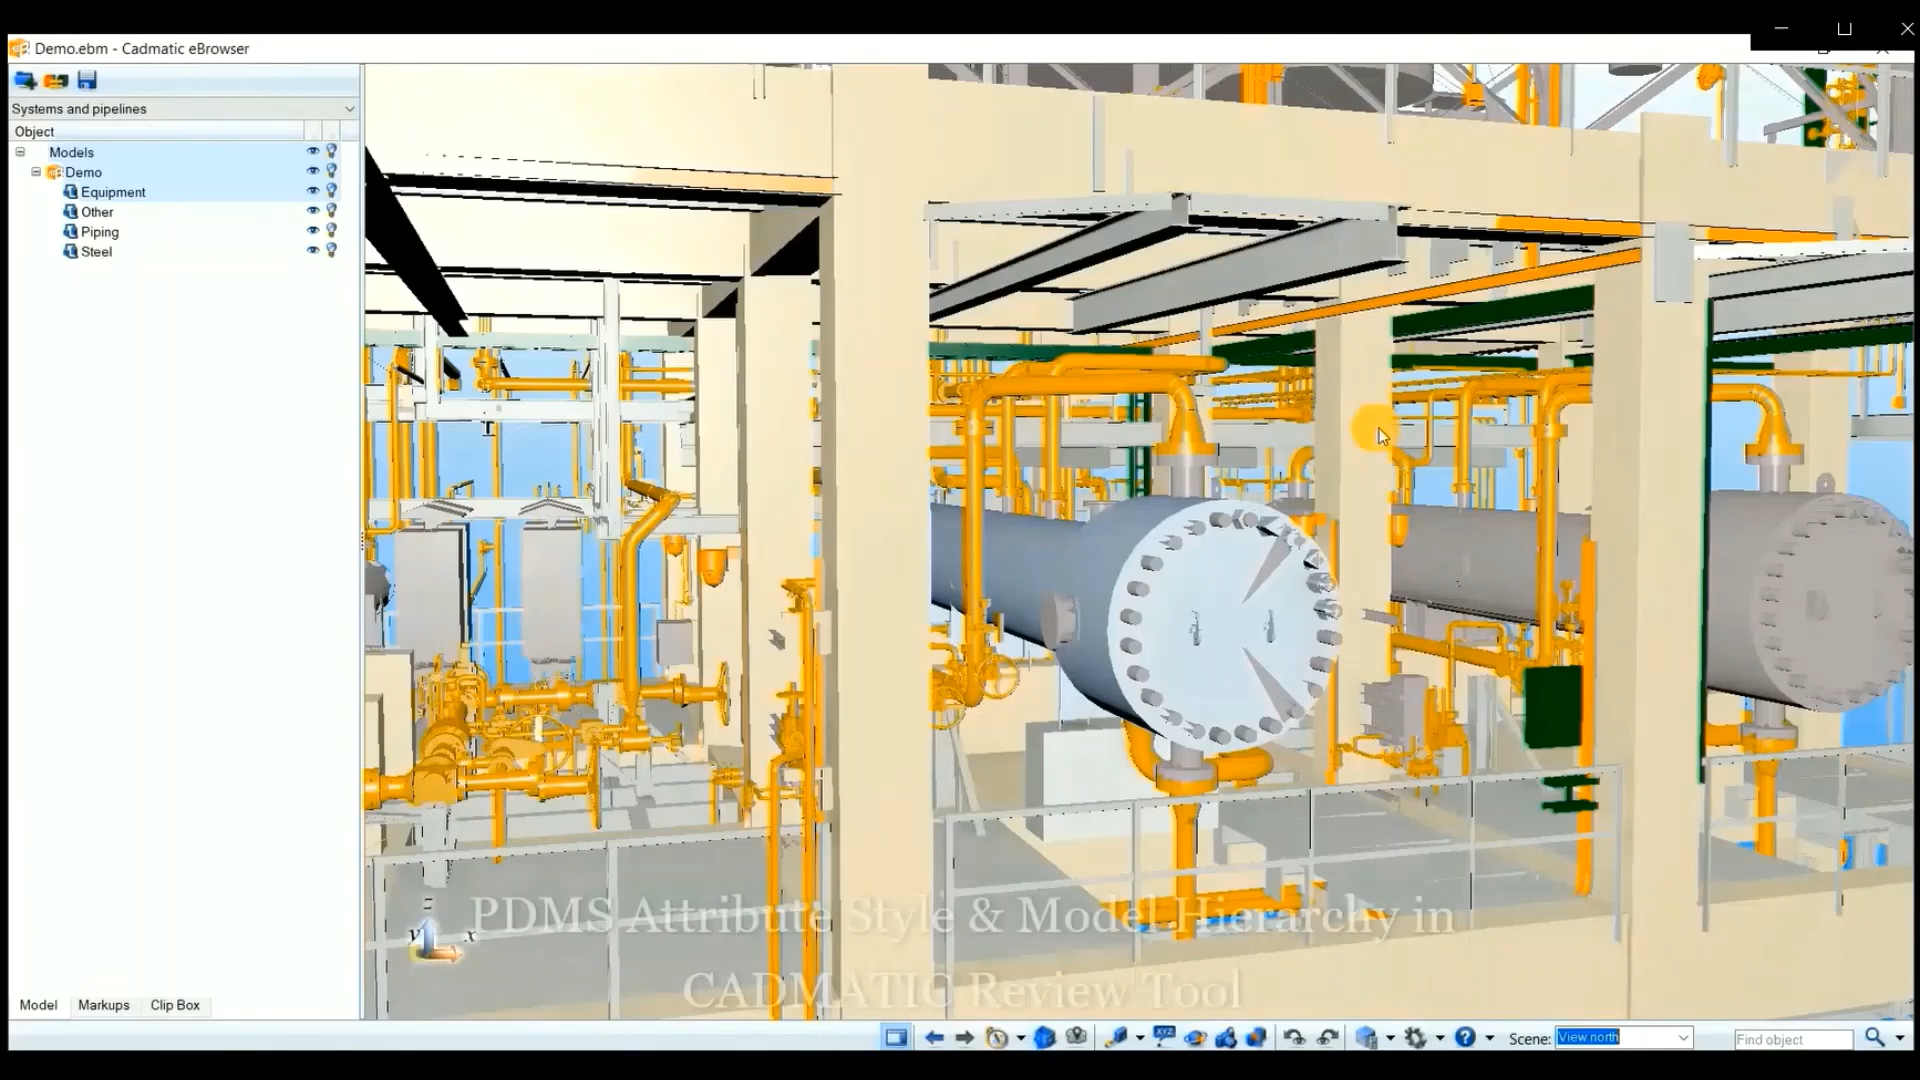 Demo.ebm - Cadmatic eBrowser
Systems and pipelines
Object
Models
Demo
Equipment
Other
Piping
Steel
PDMS Attribute Style & Model Hierarchy in
CADMATIC Review Tool
z
y
x
Model Markups Clip Box
XYZ
Scene: View north
Find object